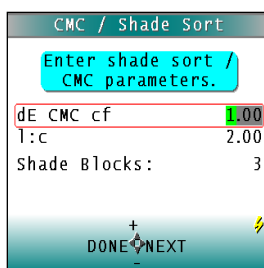 CMC / Shade Sort
Enter shade sort /
CMC parameters.
dE CMC cf 1.00
l:c 2.00
Shade Blocks: 3
+
DONE NEXT
-